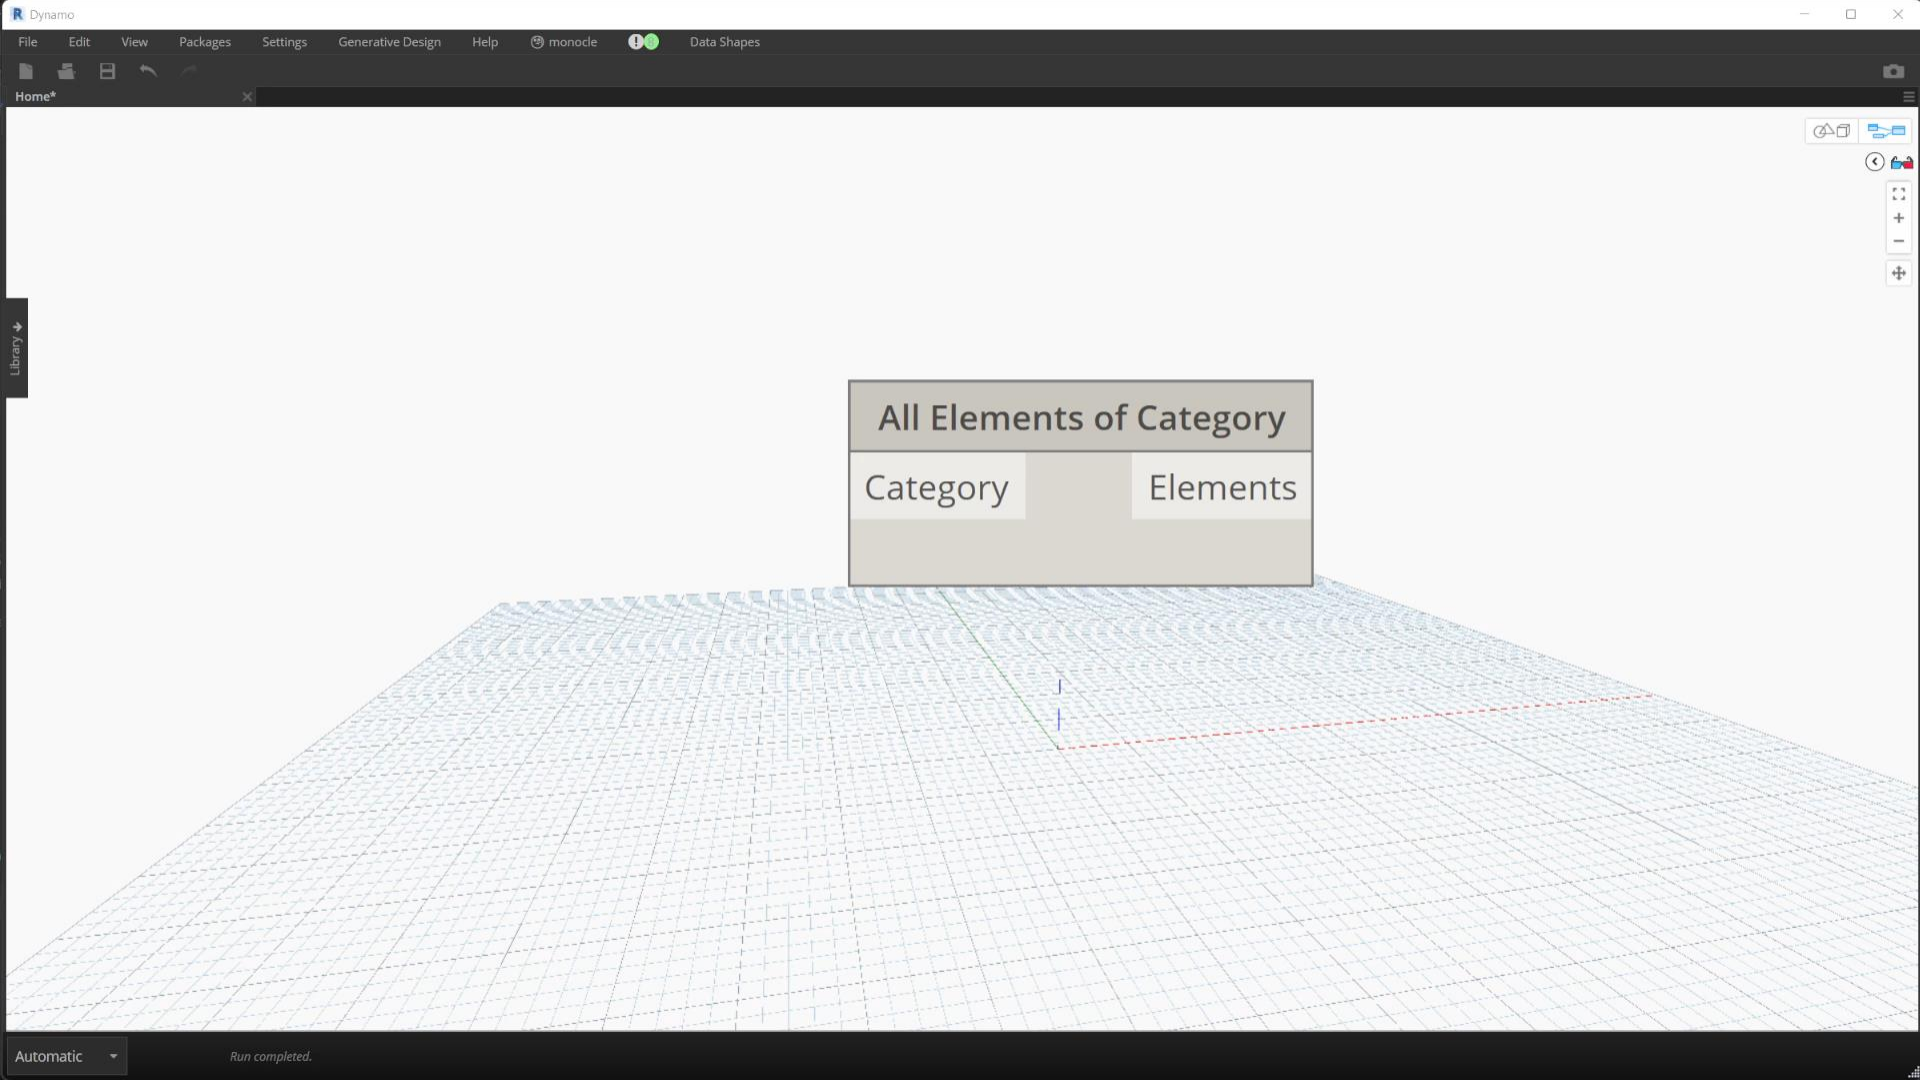 Dynamo
File Edit View Packages Settings Generative Design Help monocle Data Shapes
Home*
Library
All Elements of Category
Category Elements
Automatic Run completed.